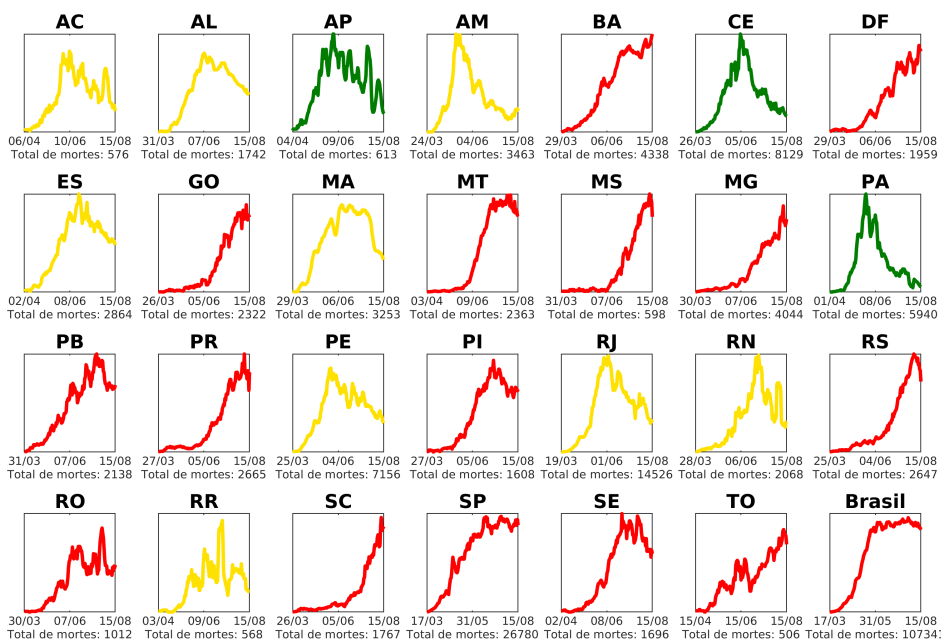 AC AL AP AM BA CE DF
06/04 10/06 15/08 31/03 07/06 15/08 04/04 09/06 15/08 24/03 04/06 15/08 29/03 06/06 15/08 26/03 05/06 15/08 29/03 06/06 15/08
Total de mortes: 576 Total de mortes: 1742 Total de mortes: 613 Total de mortes: 3463 Total de mortes: 4338 Total de mortes: 8129 Total de mortes: 1959
ES GO MA MT MS MG PA
02/04 08/06 15/08 26/03 05/06 15/08 29/03 06/06 15/08 03/04 08/06 15/08 31/03 07/06 15/08 30/03 07/06 15/08 01/04 08/06 15/08
Total de mortes: 2864 Total de mortes: 2322 Total de mortes: 3253 Total de mortes: 2363 Total de mortes: 598 Total de mortes: 4044 Total de mortes: 5940
PB PR PE PI RJ RN RS
31/03 07/06 15/08 27/03 05/06 15/08 25/03 04/06 15/08 27/03 05/06 15/08 19/03 01/06 15/08 28/03 06/06 15/08 25/03 04/06 15/08
Total de mortes: 2138 Total de mortes: 2665 Total de mortes: 7156 Total de mortes: 1608 Total de mortes: 14526 Total de mortes: 2068 Total de mortes: 2647
RO RR SC SP SE TO Brasil
30/03 07/06 15/08 03/04 09/06 15/08 26/03 05/06 15/08 17/03 31/05 15/08 02/04 08/06 15/08 15/04 15/06 15/08 17/03 31/05 15/08
Total de mortes: 1012 Total de mortes: 568 Total de mortes: 1767 Total de mortes: 26780 Total de mortes: 1696 Total de mortes: 506 Total de mortes: 107368